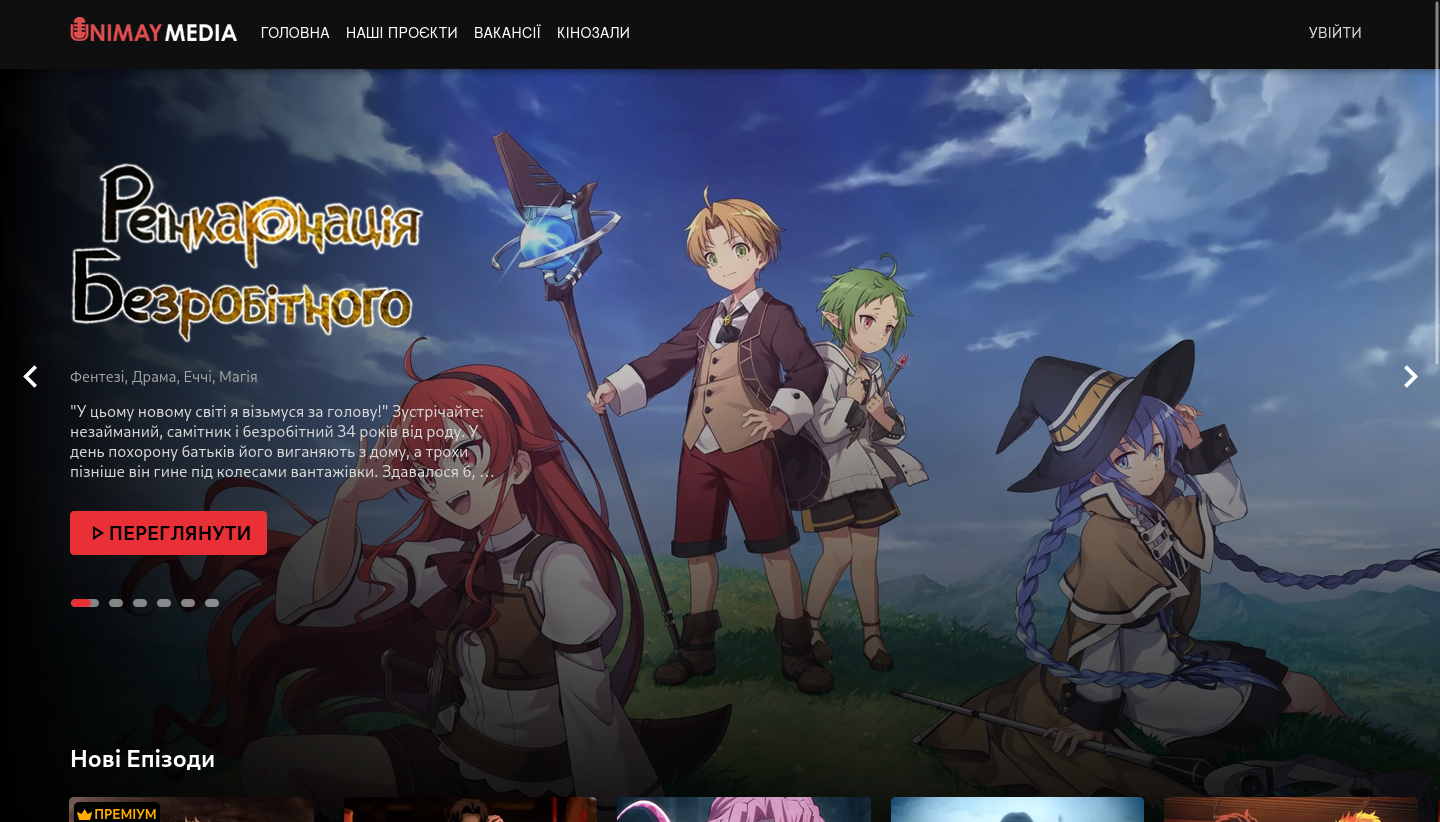 UNIMAY MEDIA
ГОЛОВНА
НАШІ ПРОЄКТИ
ВАКАНСІЇ
КІНОЗАЛИ
УВІЙТИ
Реінкарнація
Безробітного
Фентезі, Драма, Еччі, Магія
"У цьому новому світі я візьмуся за голову!" Зустрічайте:
незайманий, самітник і безробітний 34 років від роду. У
день похорону батьків його виганяють з дому, а трохи
пізніше він гине під колесами вантажівки. Здавалося б, …
ПЕРЕГЛЯНУТИ
Нові Епізоди
ПРЕМІУМ